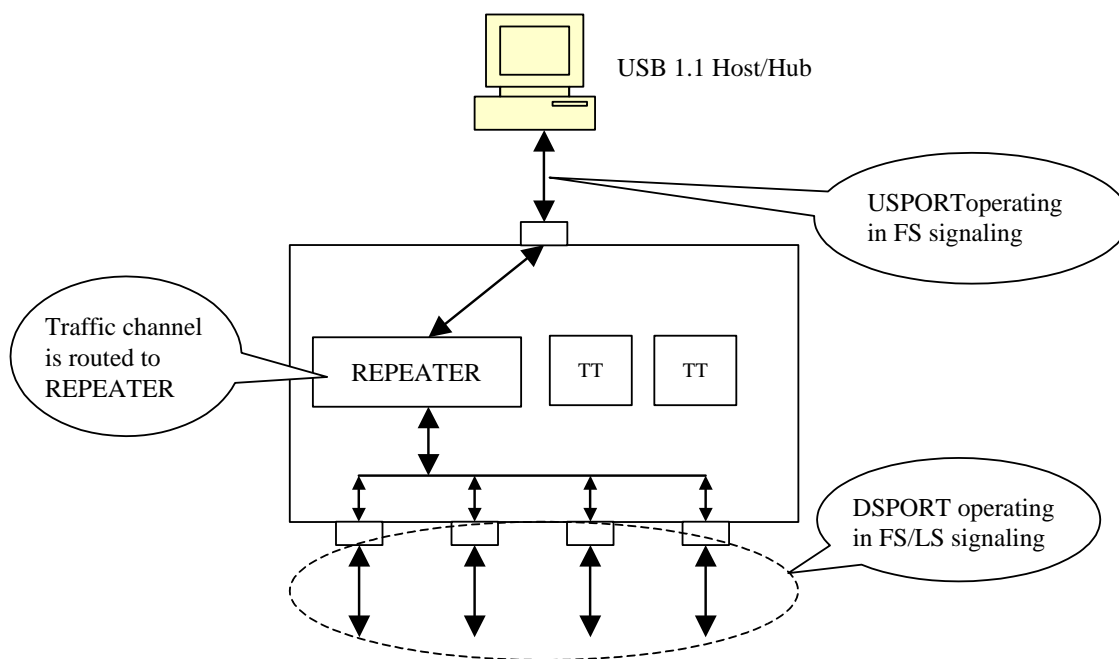 USB 1.1 Host/Hub
USPORToperating
in FS signaling
Traffic channel
is routed to
REPEATER
REPEATER
TT
TT
DSPORT operating
in FS/LS signaling